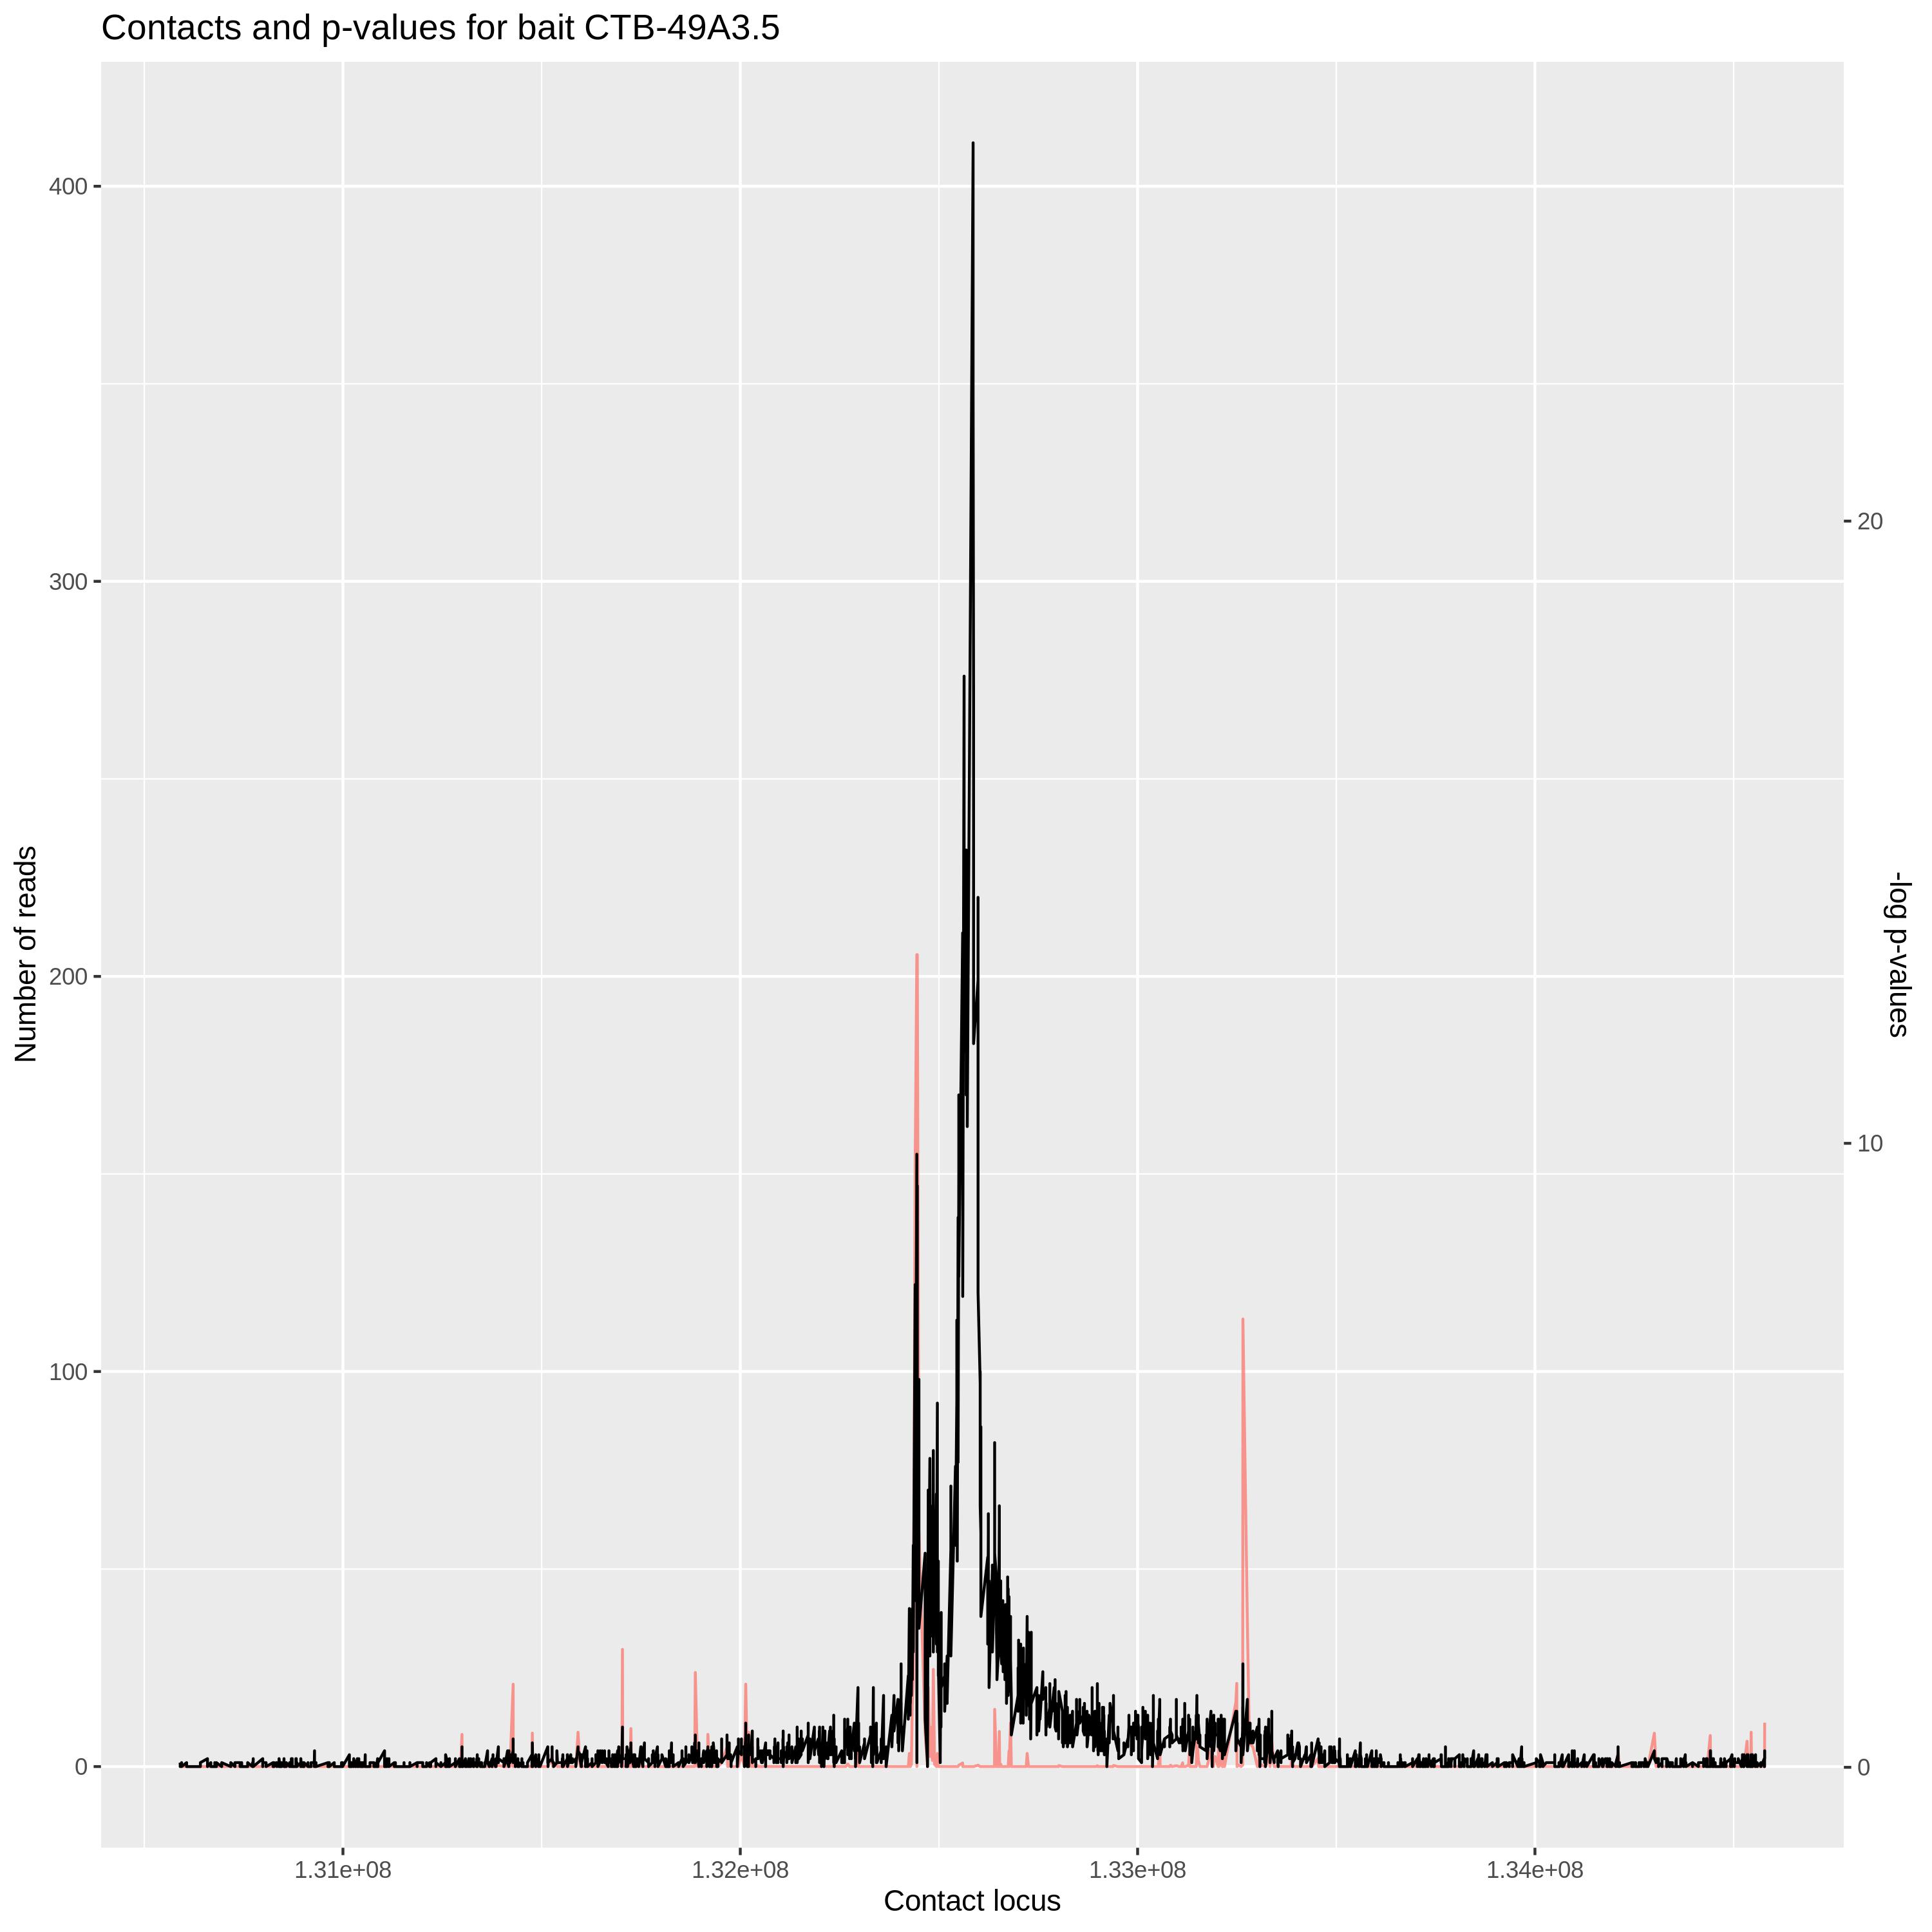 Contacts and p-values for bait CTB-49A3.5
400
300
200
100
0
Number of reads
20
10
0
-log p-values
1.31e+08 1.32e+08 1.33e+08 1.34e+08
Contact locus